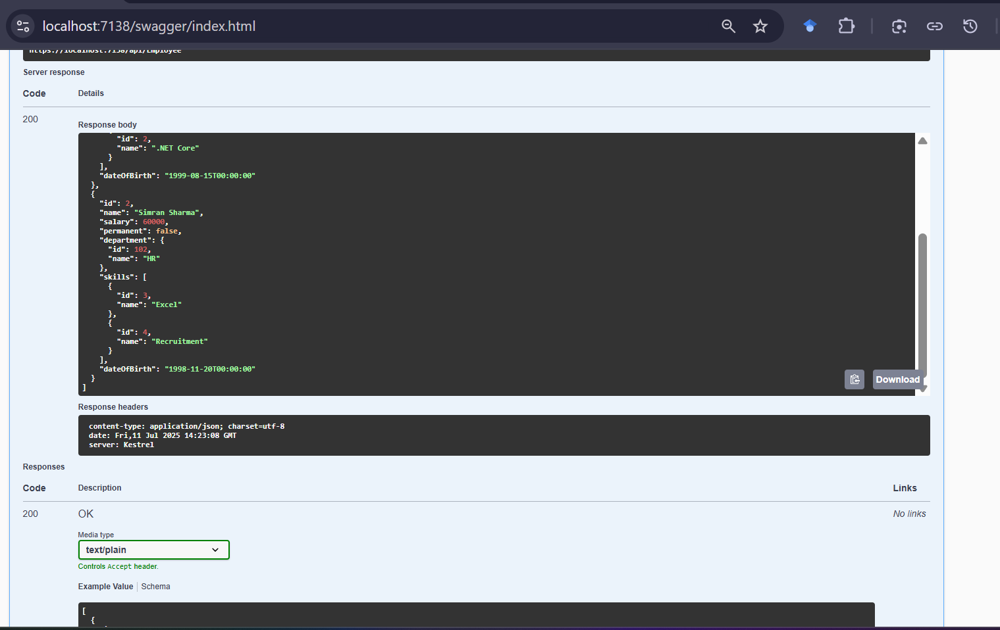 localhost:7138/swagger/index.html
https://localhost:7138/api/Employee
Server response
Code Details
200
Response body
"id": 2,
"name": ".NET Core"
}
],
"dateOfBirth": "1999-08-15T00:00:00"
},
{
"id": 2,
"name": "Simran Sharma",
"salary": 60000,
"permanent": false,
"department": {
"id": 102,
"name": "HR"
},
"skills": [
{
"id": 3,
"name": "Excel"
},
{
"id": 4,
"name": "Recruitment"
}
],
"dateOfBirth": "1998-11-20T00:00:00"
}
]
Download
Response headers
content-type: application/json; charset=utf-8
date: Fri,11 Jul 2025 14:23:08 GMT
server: Kestrel
Responses
Code Description Links
200 OK No links
Media type
text/plain
Controls Accept header.
Example Value Schema
[
{